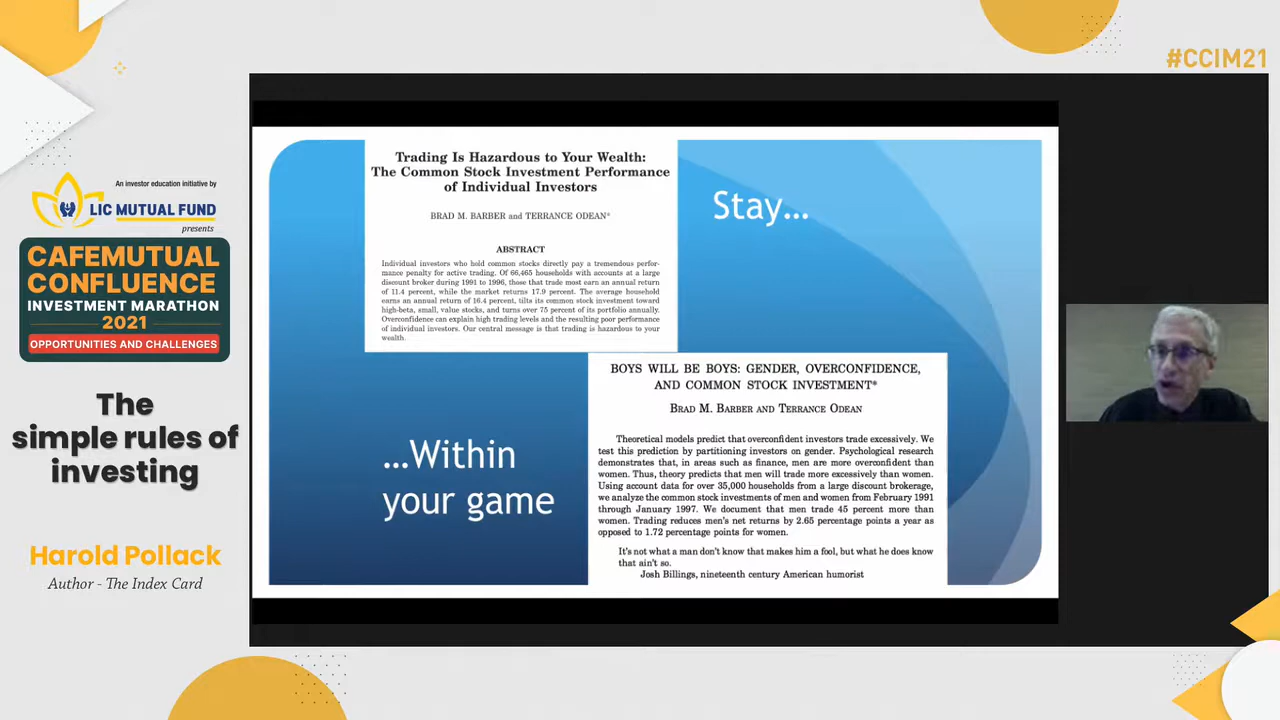 #CCIM21
An investor education initiative by
LIC MUTUAL FUND
presents
CAFEMUTUAL
CONFLUENCE
INVESTMENT MARATHON
2021
OPPORTUNITIES AND CHALLENGES
The
simple rules of
investing
Harold Pollack
Author - The Index Card
Trading Is Hazardous to Your Wealth:
The Common Stock Investment Performance
of Individual Investors
BRAD M. BARBER and TERRANCE ODEAN*
ABSTRACT
Individual investors who hold common stocks directly pay a tremendous perfor-
mance penalty for active trading. Of 66,465 households with accounts at a large
discount broker during 1991 to 1996, those that trade most earn an annual return
of 11.4 percent, while the market returns 17.9 percent. The average household
earns an annual return of 16.4 percent, tilts its common stock investment toward
high-beta, small, value stocks, and turns over 75 percent of its portfolio annually.
Overconfidence can explain high trading levels and the resulting poor performance
of individual investors. Our central message is that trading is hazardous to your
wealth.
Stay...
...Within
your game
BOYS WILL BE BOYS: GENDER, OVERCONFIDENCE,
AND COMMON STOCK INVESTMENT*
BRAD M. BARBER AND TERRANCE ODEAN
Theoretical models predict that overconfident investors trade excessively. We
test this prediction by partitioning investors on gender. Psychological research
demonstrates that, in areas such as finance, men are more overconfident than
women. Thus, theory predicts that men will trade more excessively than women.
Using account data for over 35,000 households from a large discount brokerage,
we analyze the common stock investments of men and women from February 1991
through January 1997. We document that men trade 45 percent more than
women. Trading reduces men's net returns by 2.65 percentage points a year as
opposed to 1.72 percentage points for women.
It's not what a man don't know that makes him a fool, but what he does know
that ain't so.
Josh Billings, nineteenth century American humorist